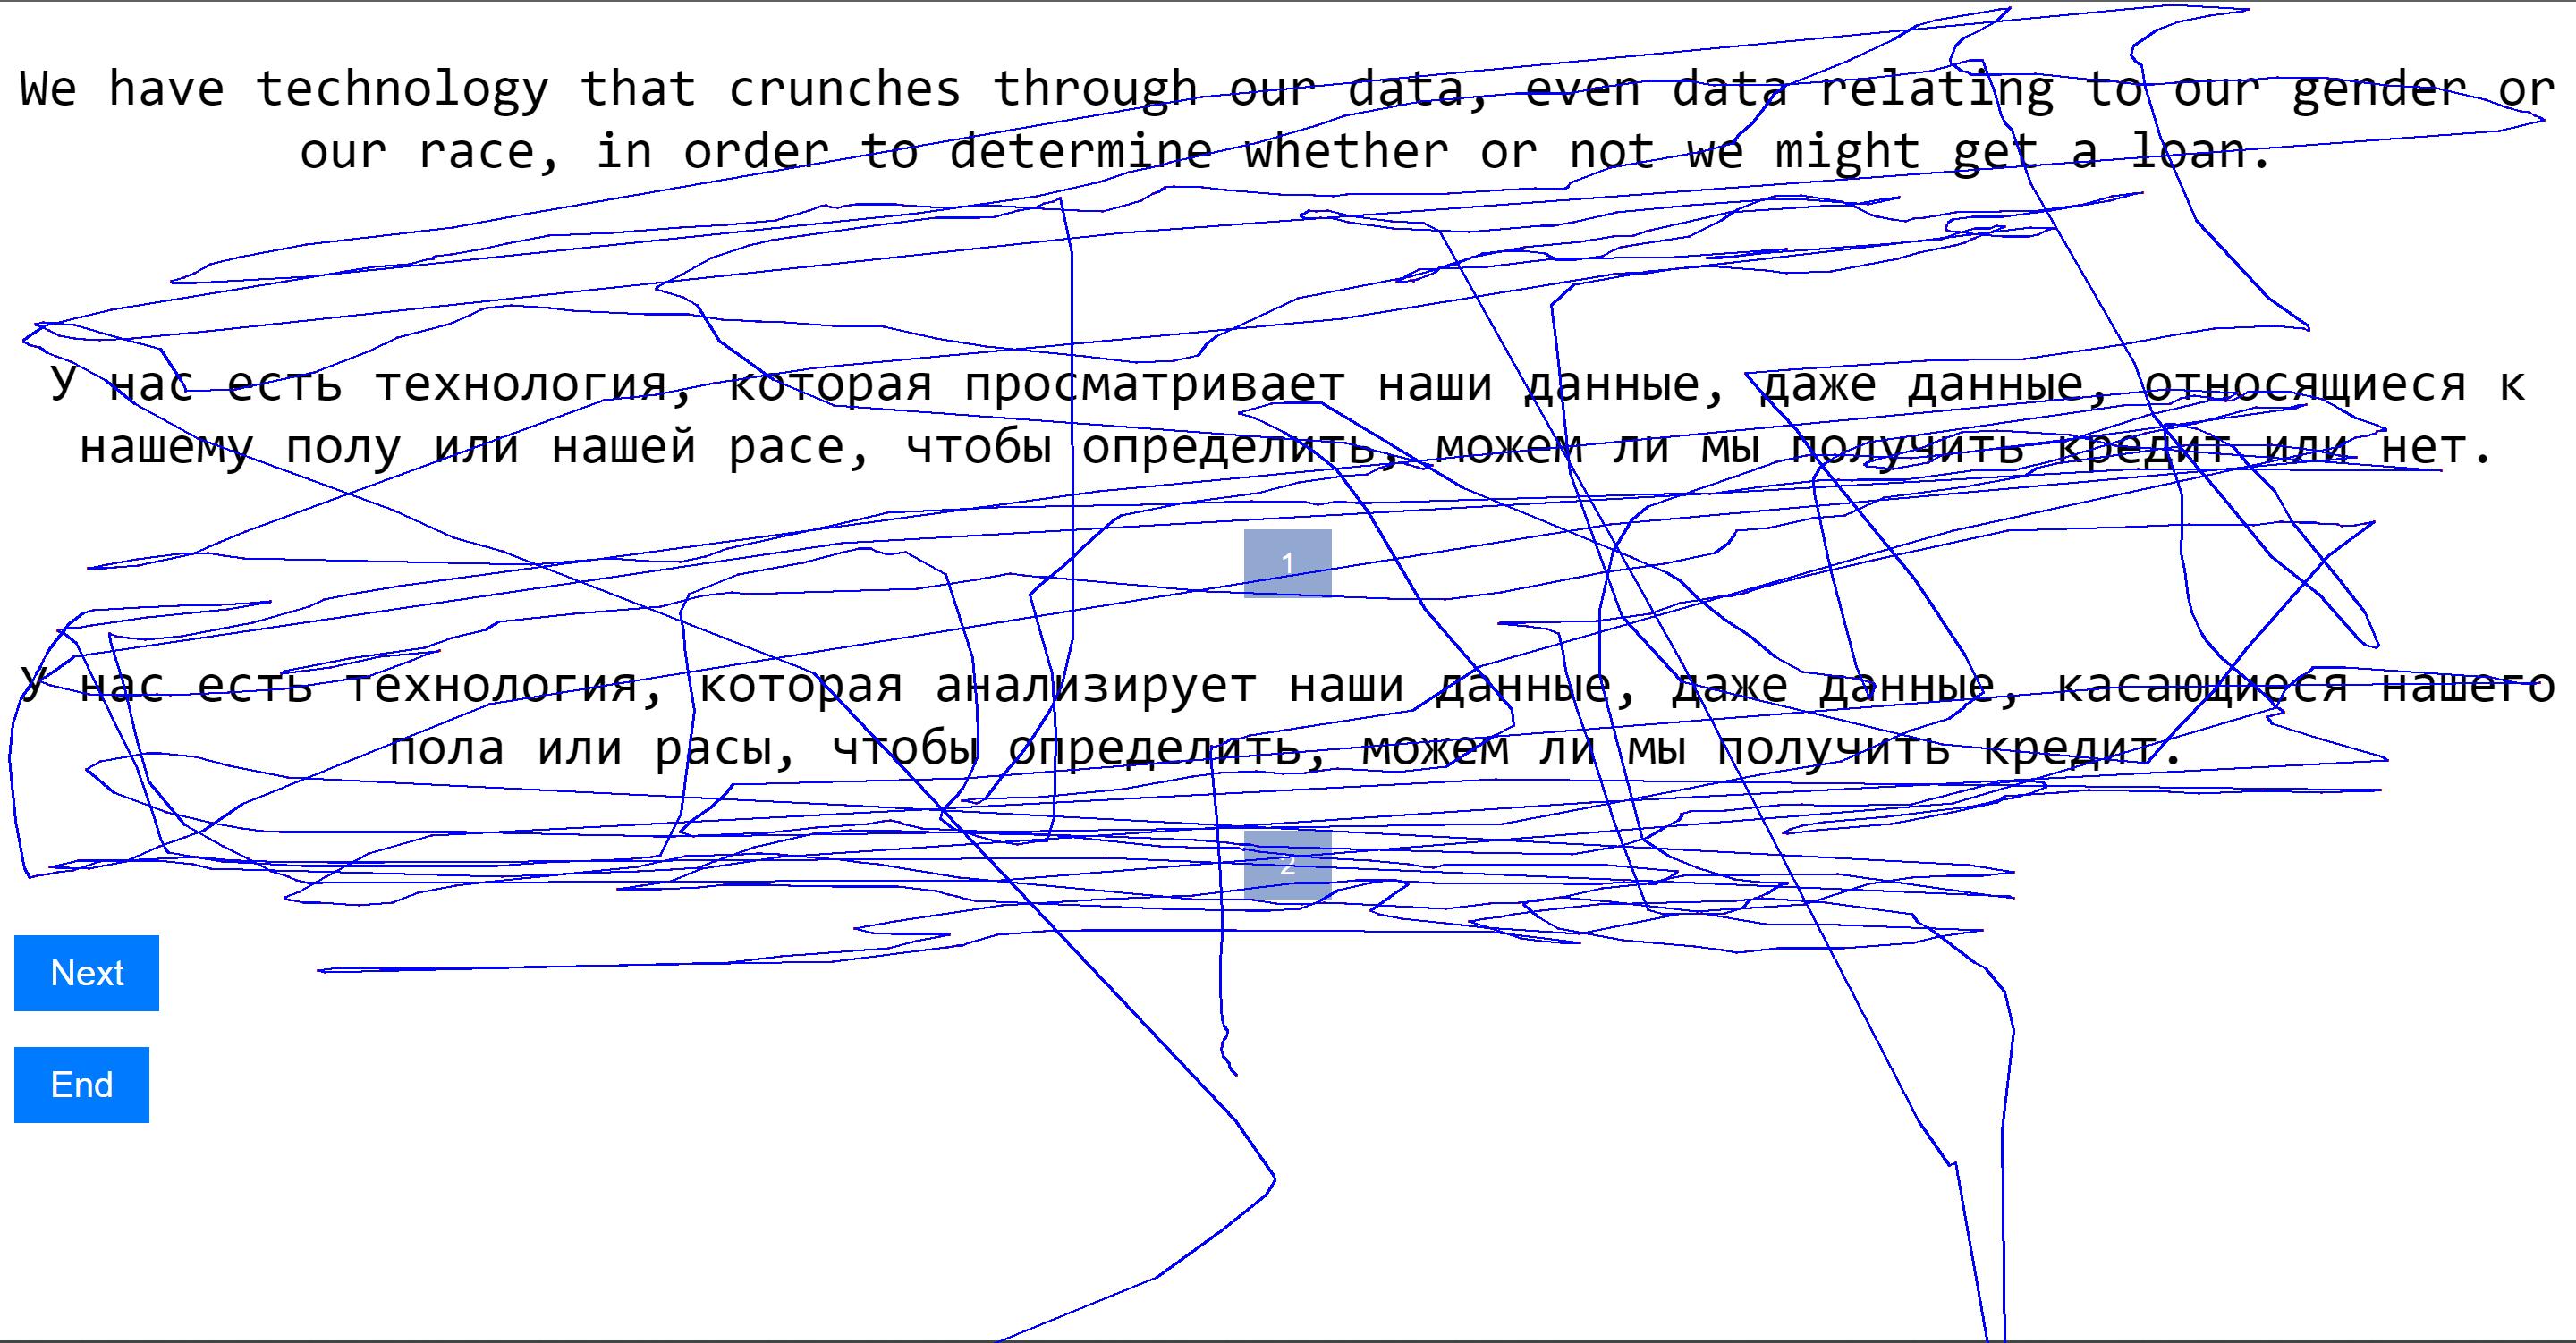 We have technology that crunches through our data, even data relating to our gender or
our race, in order to determine whether or not we might get a loan.
У нас есть технология, которая просматривает наши данные, даже данные, относящиеся к
нашему полу или нашей расе, чтобы определить, можем ли мы получить кредит или нет.
1
У нас есть технология, которая анализирует наши данные, даже данные, касающиеся нашего
пола или расы, чтобы определить, можем ли мы получить кредит.
2
Next
End